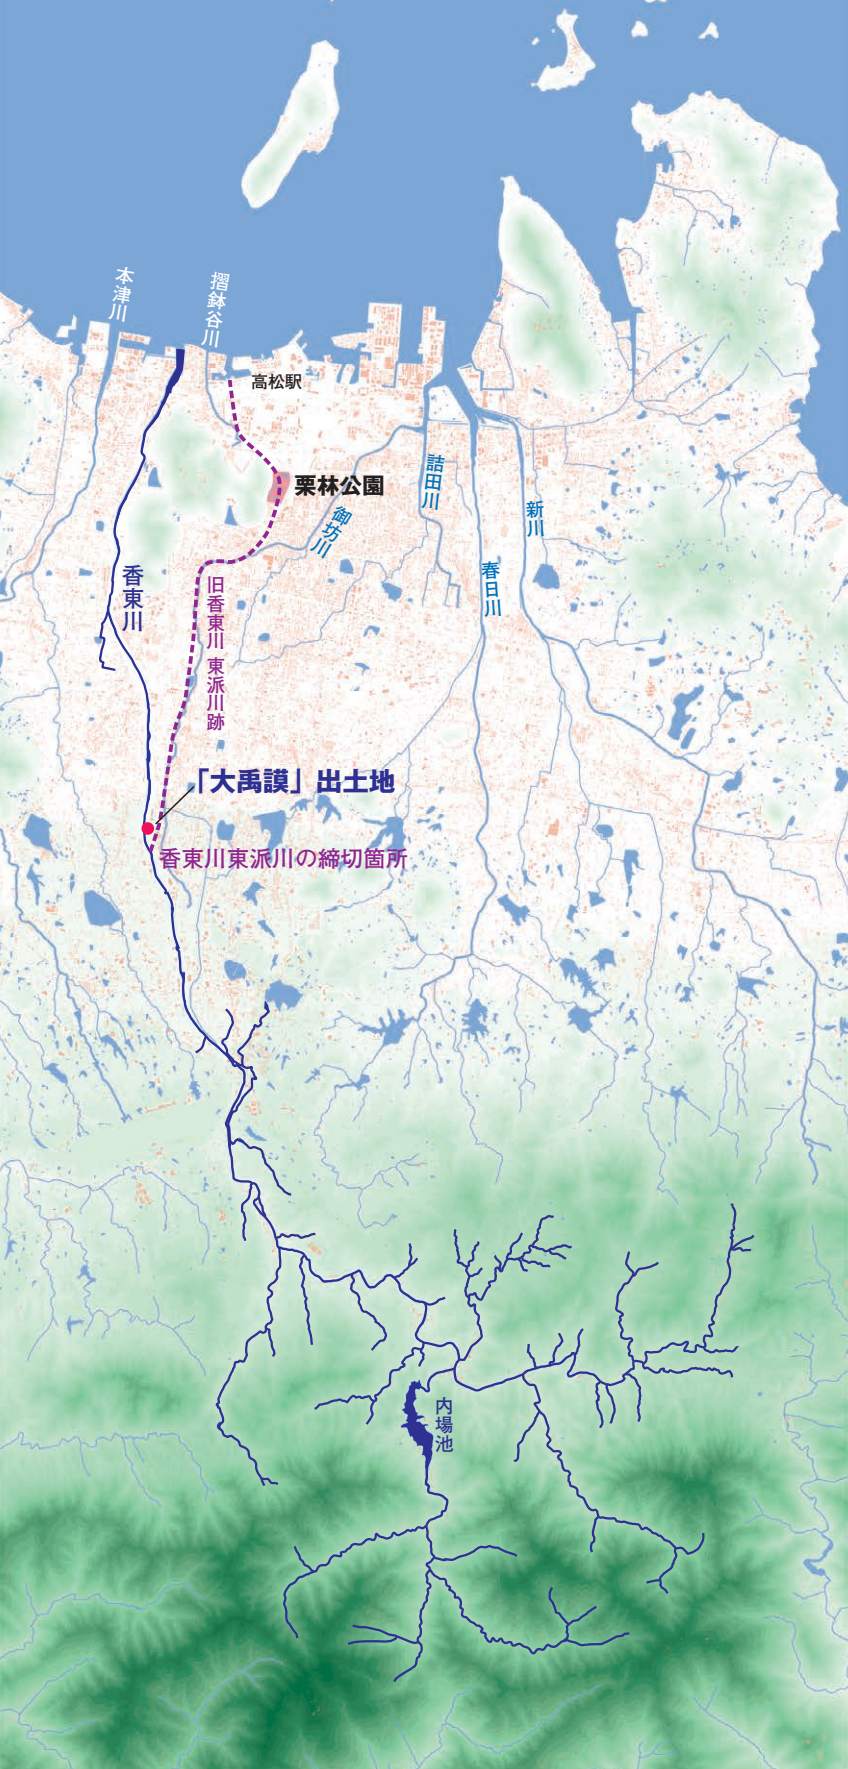 本津川
摺鉢谷川
高松駅
栗林公園
詰田川
御坊川
新川
春日川
香東川
旧香東川 東派川跡
「大禹謨」出土地
香東川東派川の締切箇所
内場池